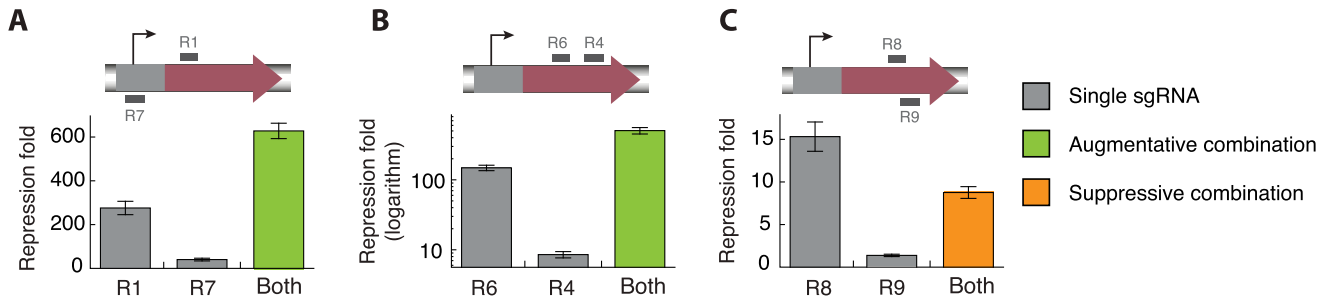 A
R1
R7
Repression fold
600
400
200
0
R1 R7 Both
B
R6 R4
Repression fold
(logarithm)
100
10
R6 R4 Both
C
R8
R9
Repression fold
15
10
5
0
R8 R9 Both
Single sgRNA
Augmentative combination
Suppressive combination